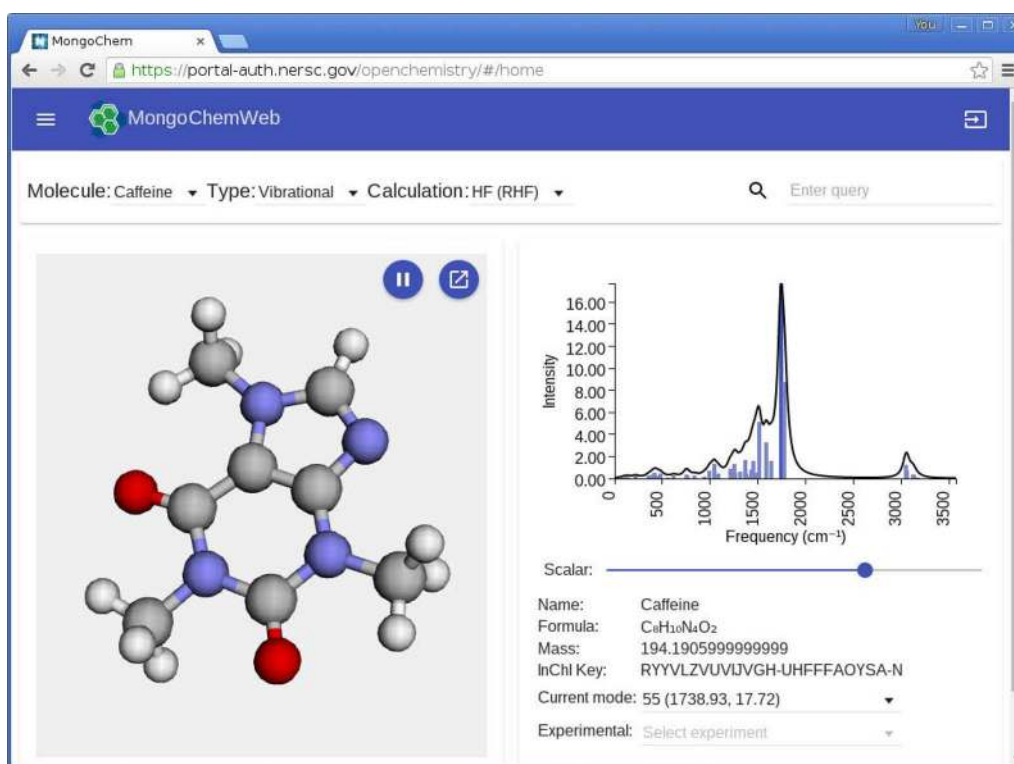 You
MongoChem ×
https://portal-auth.nersc.gov/openchemistry/#/home
MongoChemWeb
Molecule: Caffeine Type: Vibrational Calculation: HF (RHF) Enter query
16.00
14.00
12.00
10.00
8.00
6.00
4.00
2.00
0.00
Intensity
0 500 1000 1500 2000 2500 3000 3500
Frequency (cm⁻¹)
Scalar:
Name: Caffeine
Formula: C₈H₁₀N₄O₂
Mass: 194.1905999999999
InChI Key: RYYVLZVUVIJVGH-UHFFFAOYSA-N
Current mode: 55 (1738.93, 17.72)
Experimental: Select experiment